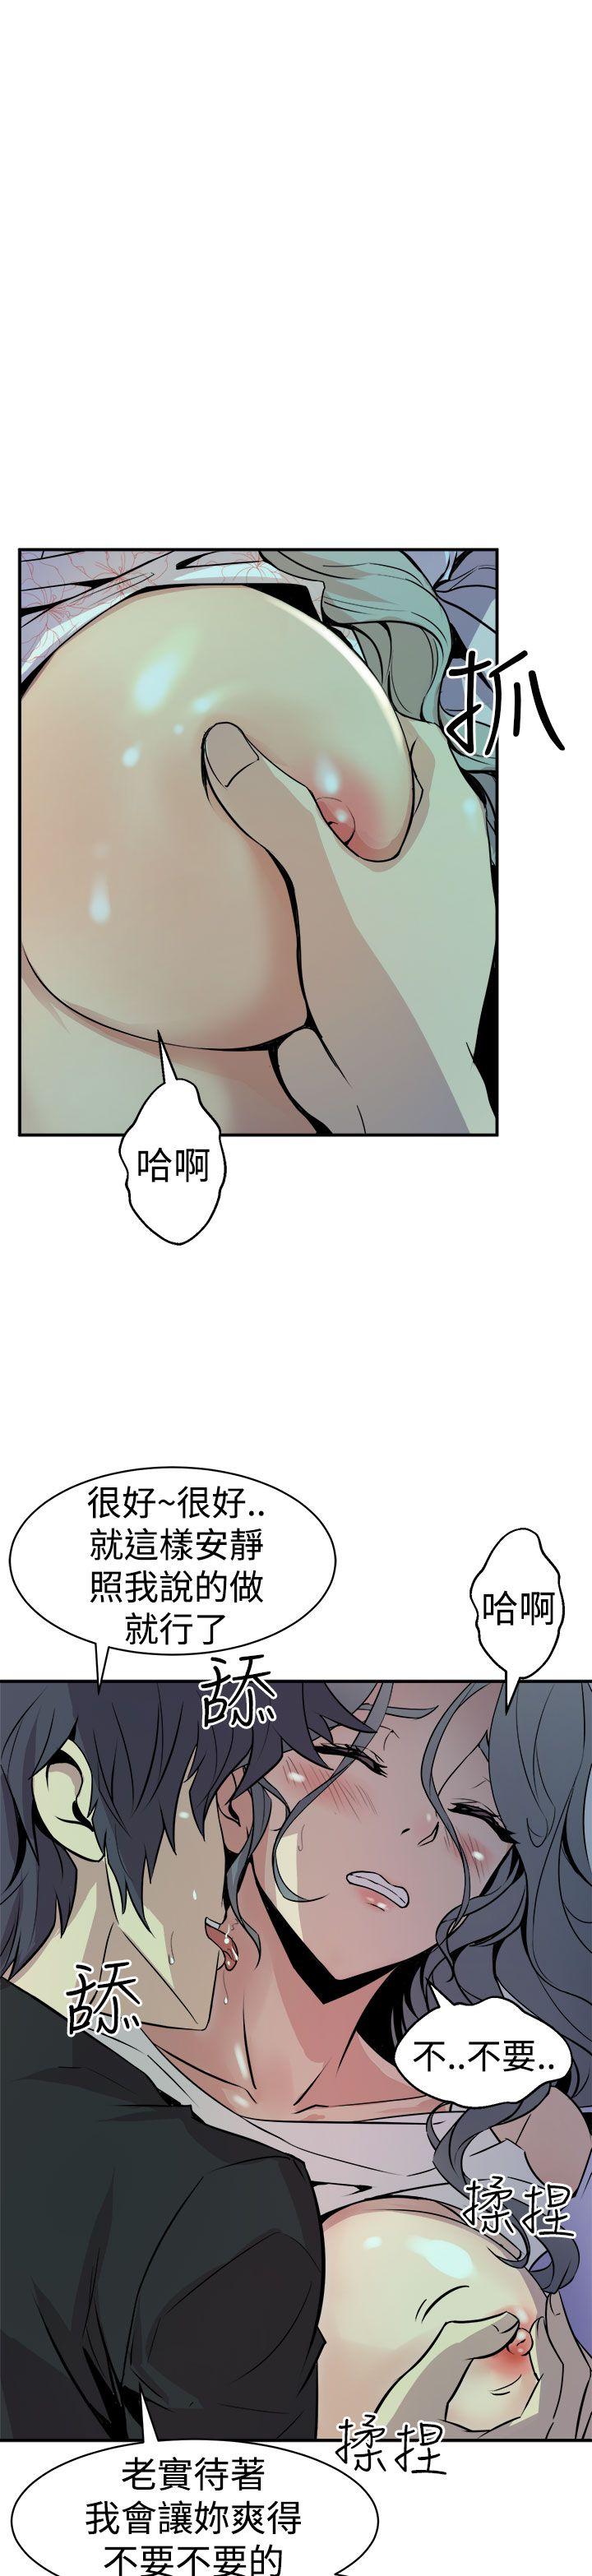 抓
哈啊
很好~很好..
就這樣安靜
照我說的做
就行了
哈啊
舔
舔
不..不要..
揉捏
揉捏
老實待著
我會讓妳爽得
不要不要的